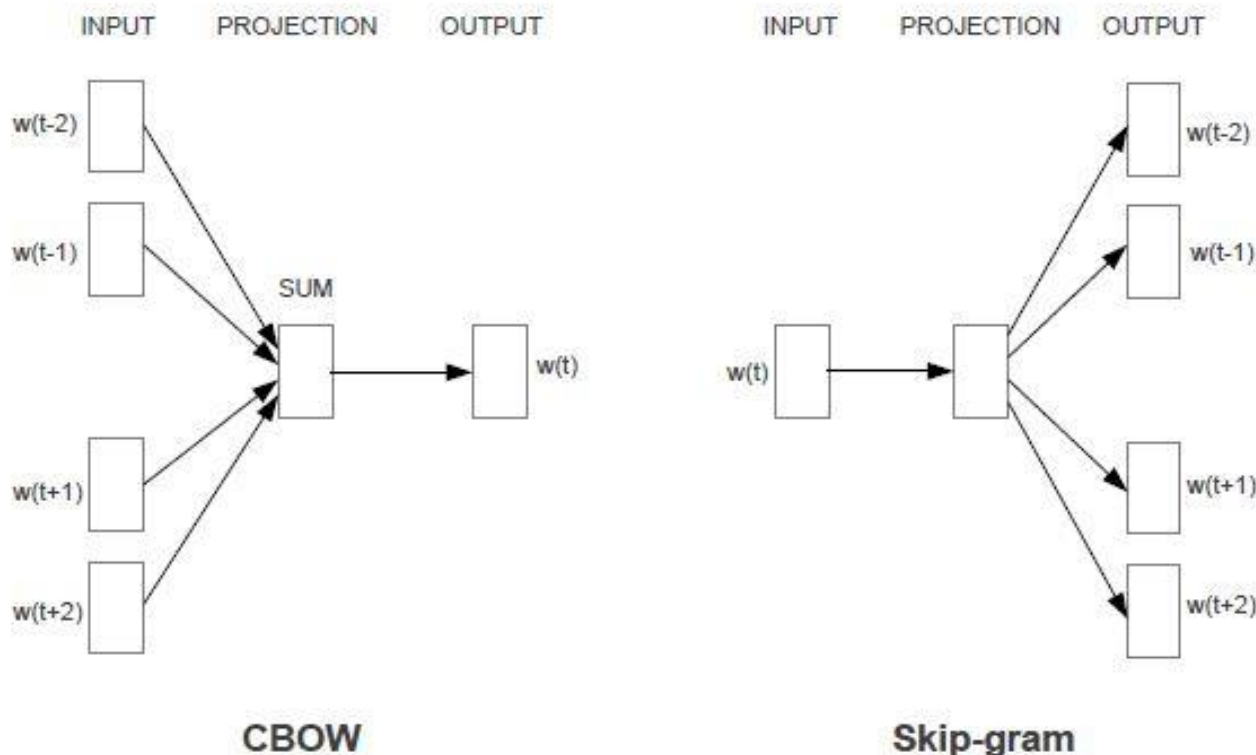 INPUT PROJECTION OUTPUT
w(t-2)
w(t-1)
SUM
w(t)
w(t+1)
w(t+2)
CBOW
INPUT PROJECTION OUTPUT
w(t-2)
w(t-1)
w(t)
w(t+1)
w(t+2)
Skip-gram